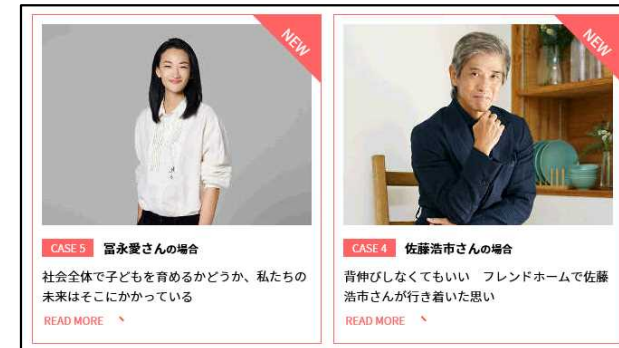 NEW
CASE 5 冨永愛さんの場合
社会全体で子どもを育めるかどうか、私たちの
未来はそこにかかっている
READ MORE
NEW
CASE 4 佐藤浩市さんの場合
背伸びしなくてもいい　フレンドホームで佐藤
浩市さんが行き着いた思い
READ MORE